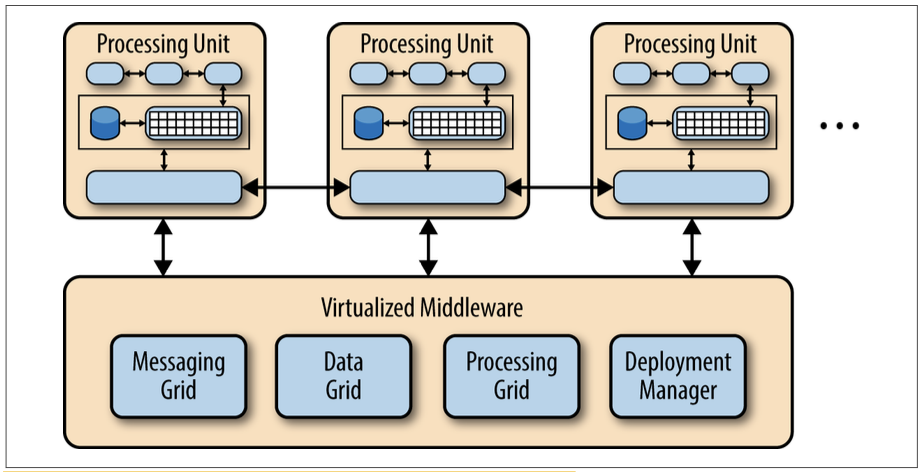 Processing Unit
Processing Unit
Processing Unit
Virtualized Middleware
Messaging
Grid
Data
Grid
Processing
Grid
Deployment
Manager